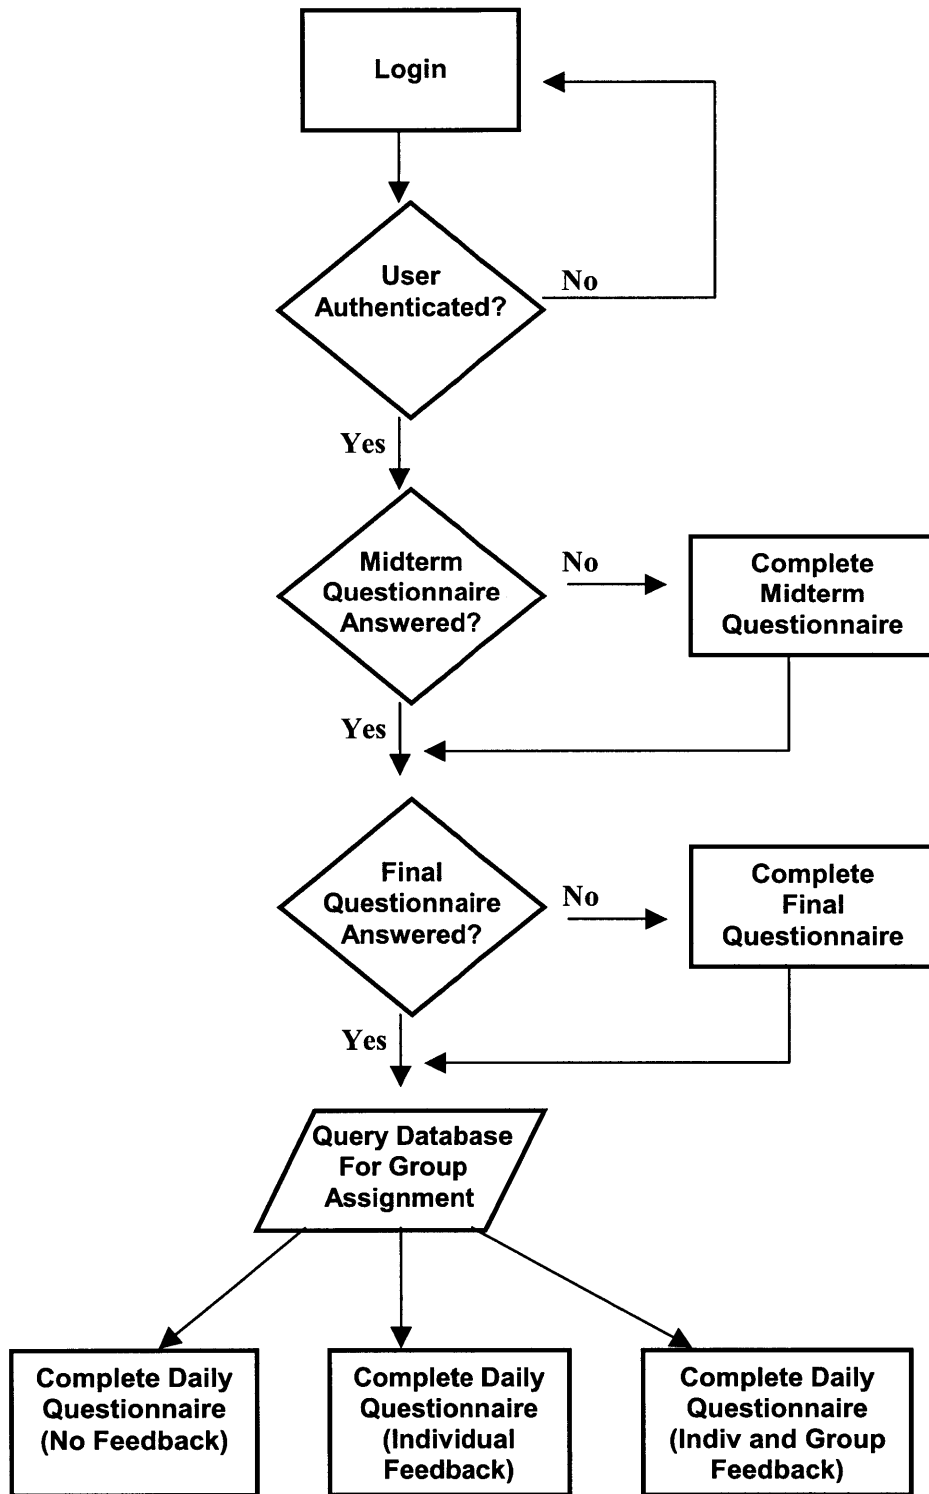 Login
User
Authenticated?
No
Yes
Midterm
Questionnaire
Answered?
No
Complete
Midterm
Questionnaire
Yes
Final
Questionnaire
Answered?
No
Complete
Final
Questionnaire
Yes
Query Database
For Group
Assignment
Complete Daily
Questionnaire
(No Feedback)
Complete Daily
Questionnaire
(Individual
Feedback)
Complete Daily
Questionnaire
(Indiv and Group
Feedback)